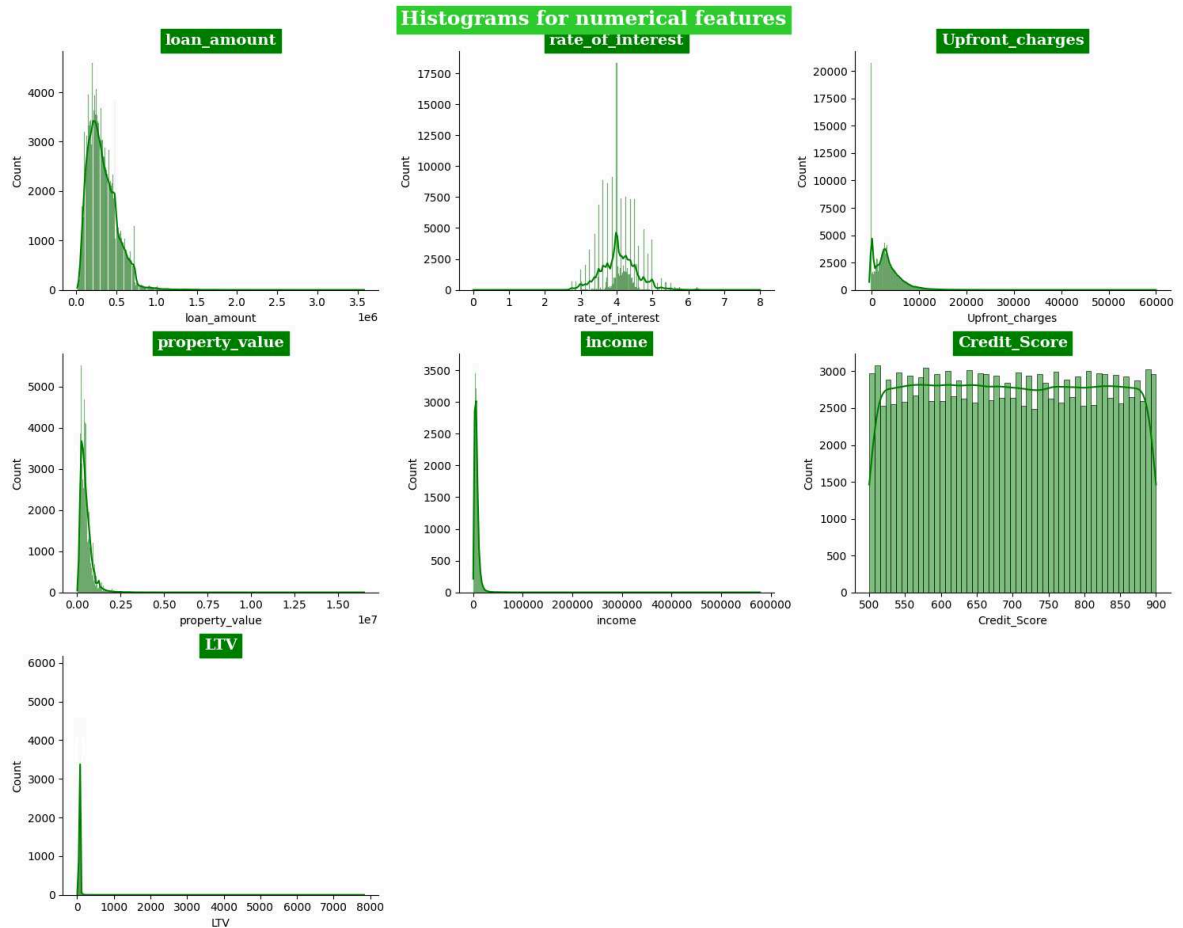 Histograms for numerical features
loan_amount
4000
3000
2000
1000
0
Count
0.0 0.5 1.0 1.5 2.0 2.5 3.0 3.5
1e6
loan_amount
rate_of_interest
17500
15000
12500
10000
7500
5000
2500
0
Count
0 1 2 3 4 5 6 7 8
rate_of_interest
Upfront_charges
20000
17500
15000
12500
10000
7500
5000
2500
0
Count
0 10000 20000 30000 40000 50000 60000
Upfront_charges
property_value
5000
4000
3000
2000
1000
0
Count
0.00 0.25 0.50 0.75 1.00 1.25 1.50
1e7
property_value
income
3500
3000
2500
2000
1500
1000
500
0
Count
0 100000 200000 300000 400000 500000 600000
income
Credit_Score
3000
2500
2000
1500
1000
500
0
Count
500 550 600 650 700 750 800 850 900
Credit_Score
LTV
6000
5000
4000
3000
2000
1000
0
Count
0 1000 2000 3000 4000 5000 6000 7000 8000
LTV